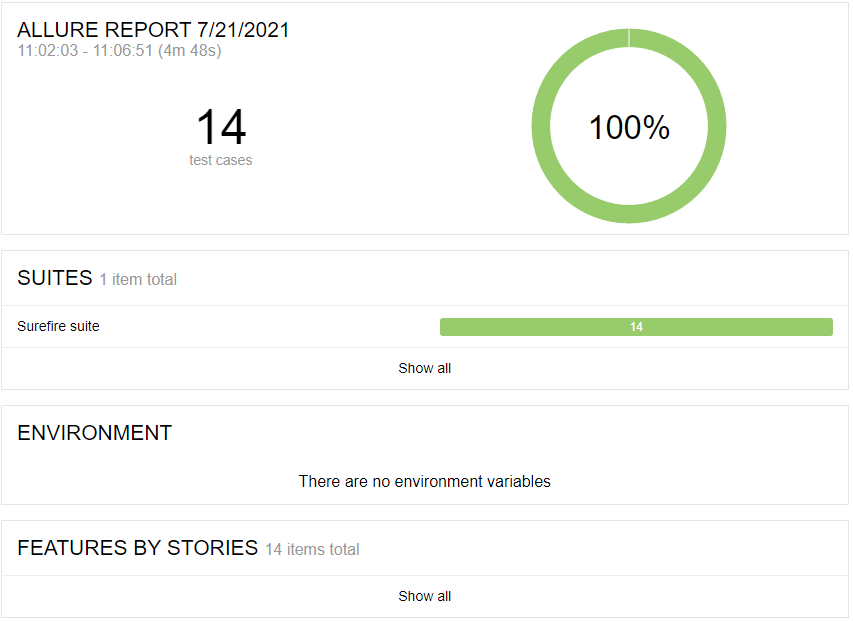 ALLURE REPORT 7/21/2021
11:02:03 - 11:06:51 (4m 48s)
14
test cases
100%
SUITES 1 item total
Surefire suite 14
Show all
ENVIRONMENT
There are no environment variables
FEATURES BY STORIES 14 items total
Show all